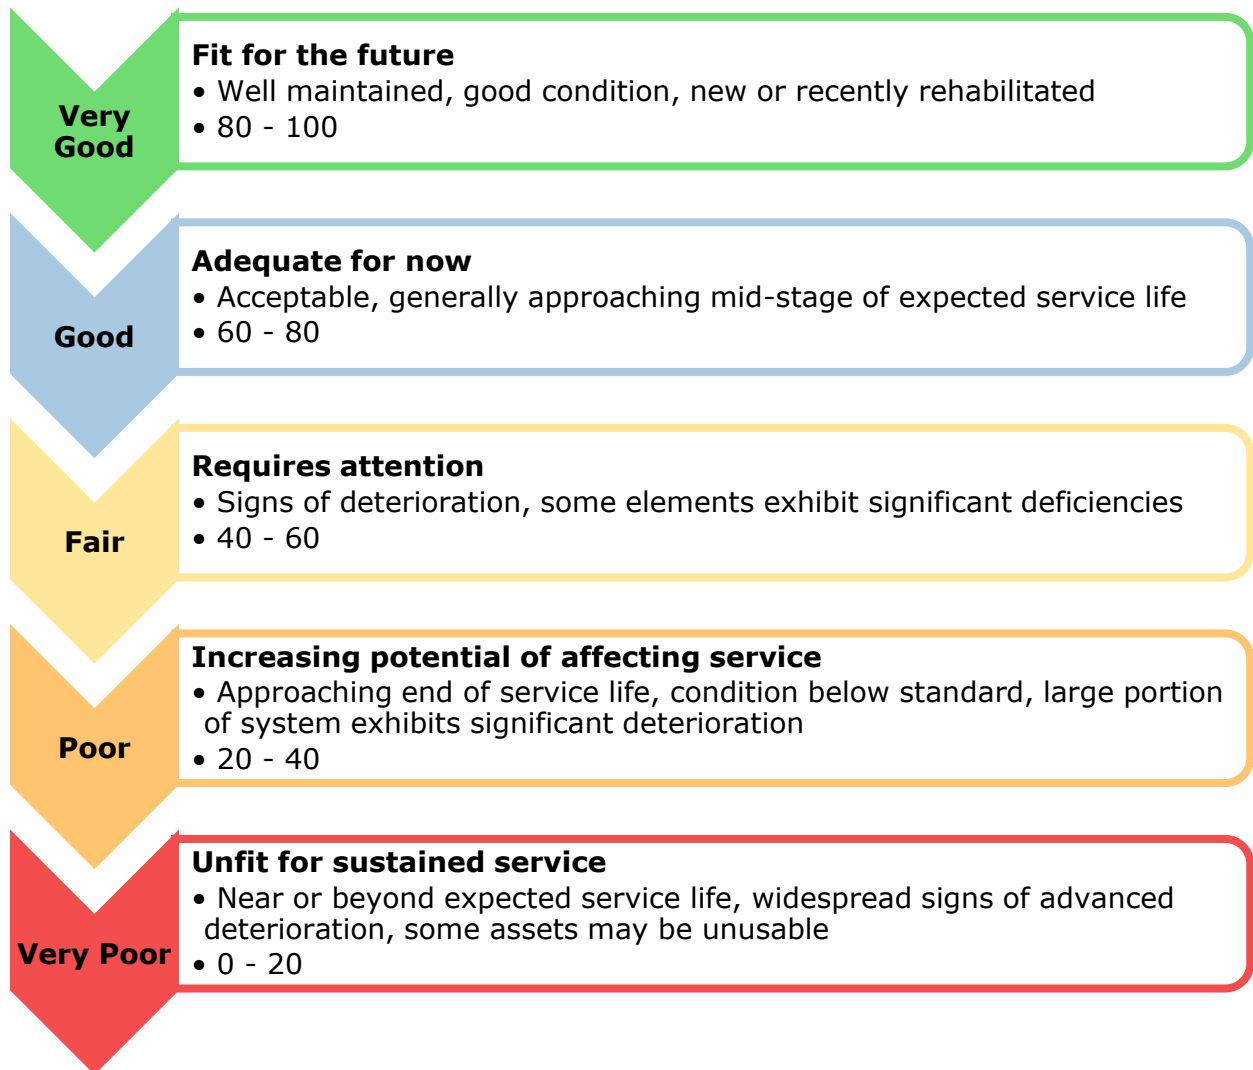 Very
Good
Fit for the future
• Well maintained, good condition, new or recently rehabilitated
• 80 - 100
Good
Adequate for now
• Acceptable, generally approaching mid-stage of expected service life
• 60 - 80
Fair
Requires attention
• Signs of deterioration, some elements exhibit significant deficiencies
• 40 - 60
Poor
Increasing potential of affecting service
• Approaching end of service life, condition below standard, large portion
of system exhibits significant deterioration
• 20 - 40
Very Poor
Unfit for sustained service
• Near or beyond expected service life, widespread signs of advanced
deterioration, some assets may be unusable
• 0 - 20